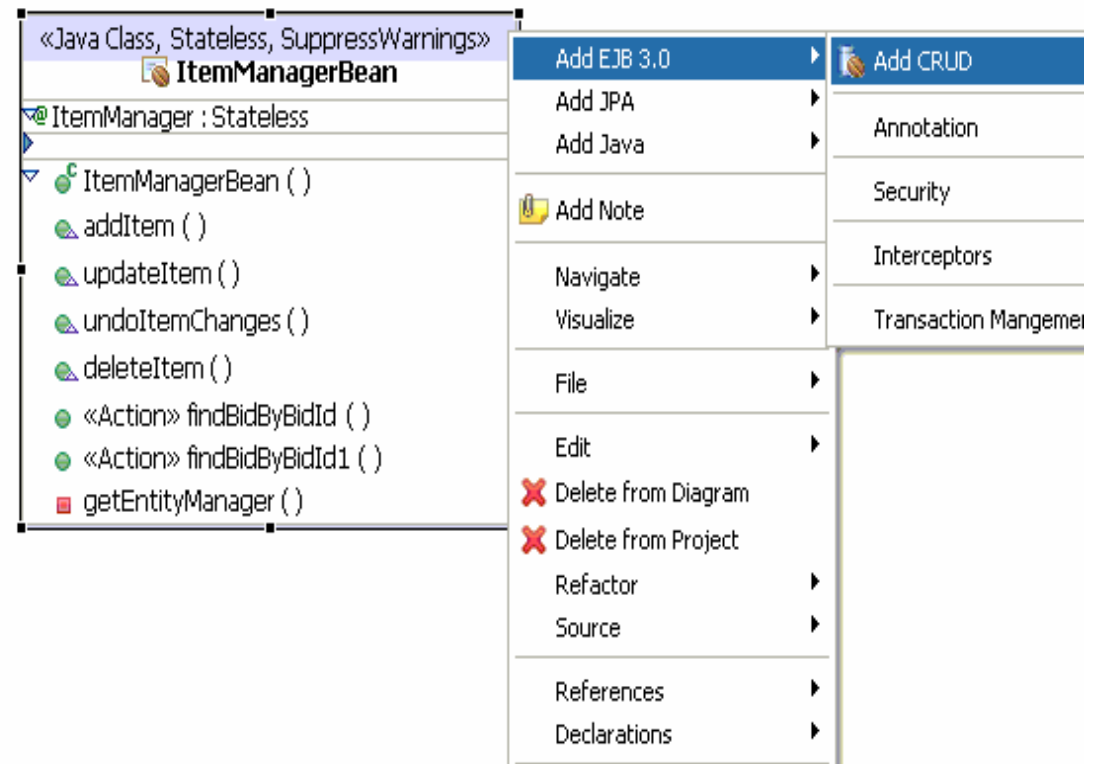 «Java Class, Stateless, SuppressWarnings»
ItemManagerBean
ItemManager : Stateless
ItemManagerBean ( )
addItem ( )
updateItem ( )
undoItemChanges ( )
deleteItem ( )
«Action» findBidByBidId ( )
«Action» findBidByBidId1 ( )
getEntityManager ( )
Add EJB 3.0
Add JPA
Add Java
Add Note
Navigate
Visualize
File
Edit
Delete from Diagram
Delete from Project
Refactor
Source
References
Declarations
Add CRUD
Annotation
Security
Interceptors
Transaction Mangemen